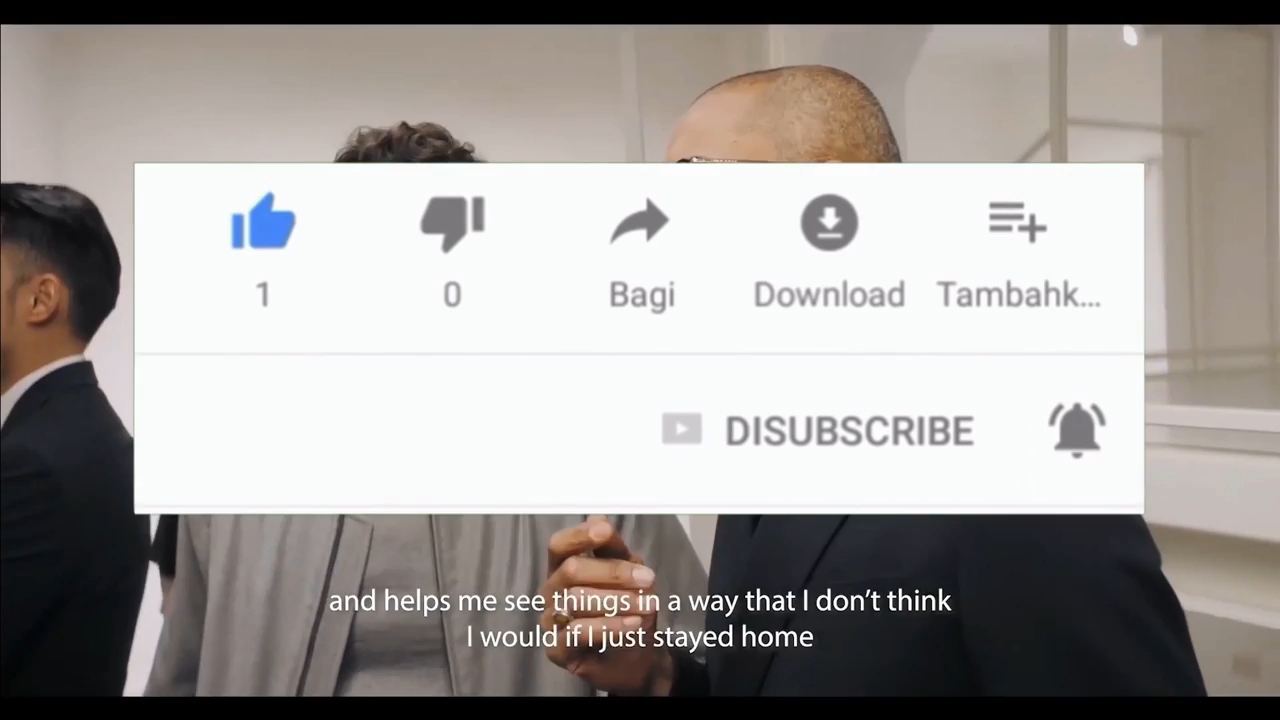 1 0 Bagi Download Tambahk...
DISUBSCRIBE
and helps me see things in a way that I don't think
I would if I just stayed home